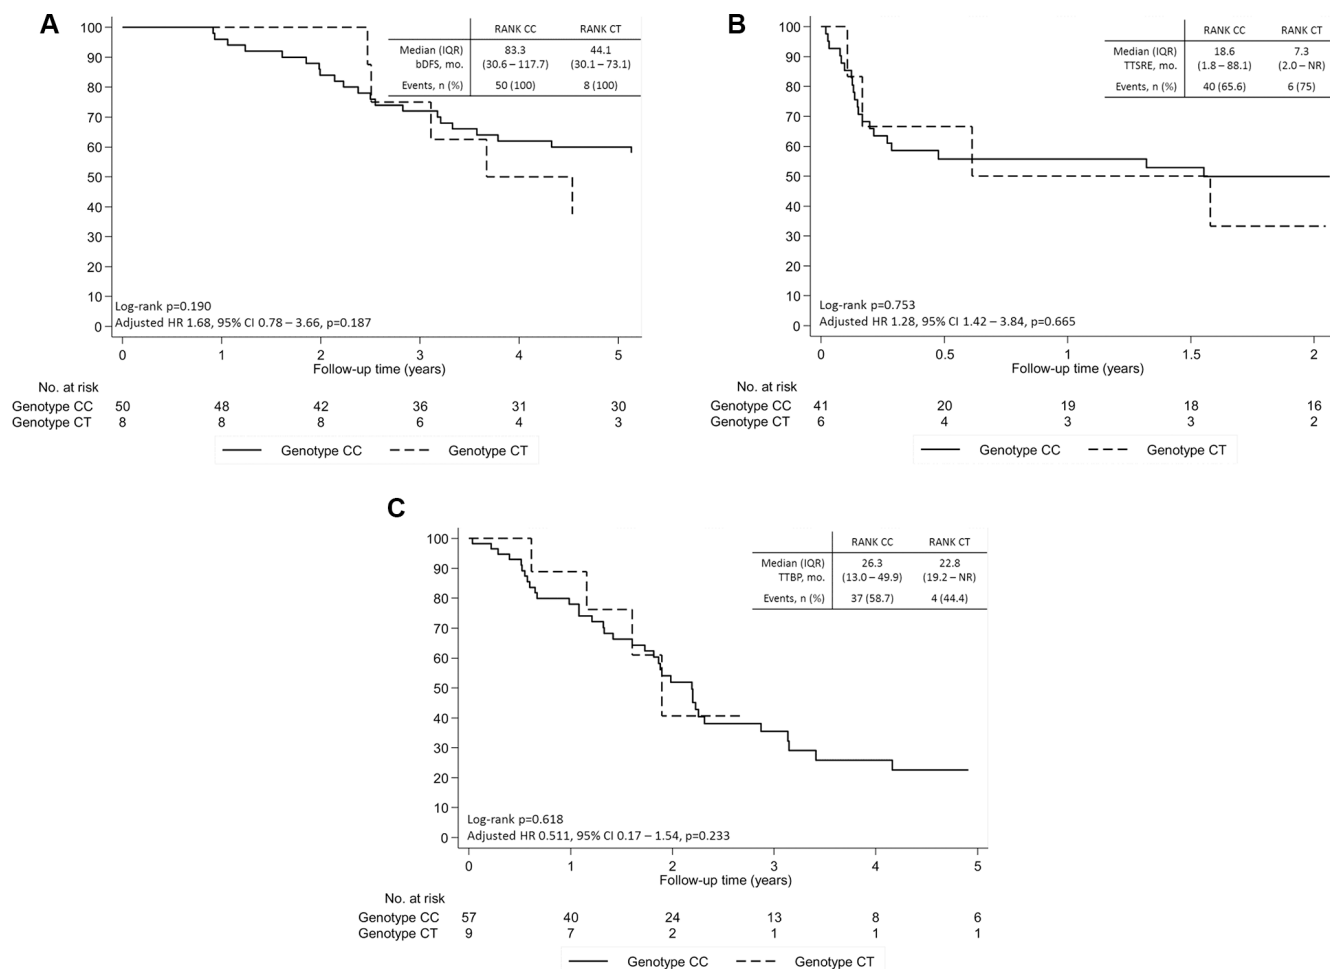 A
RANK CC RANK CT
Median (IQR) 83.3 44.1
bDFS, mo. (30.6 – 117.7) (30.1 – 73.1)
Events, n (%) 50 (100) 8 (100)
100
90
80
70
60
50
40
30
20
10
0
Log-rank p=0.190
Adjusted HR 1.68, 95% CI 0.78 – 3.66, p=0.187
0 1 2 3 4 5
Follow-up time (years)
No. at risk
Genotype CC 50 48 42 36 31 30
Genotype CT 8 8 8 6 4 3
Genotype CC Genotype CT
B
RANK CC RANK CT
Median (IQR) 18.6 7.3
TTSRE, mo. (1.8 – 88.1) (2.0 – NR)
Events, n (%) 40 (65.6) 6 (75)
100
90
80
70
60
50
40
30
20
10
0
Log-rank p=0.753
Adjusted HR 1.28, 95% CI 1.42 – 3.84, p=0.665
0 0.5 1 1.5 2
Follow-up time (years)
No. at risk
Genotype CC 41 20 19 18 16
Genotype CT 6 4 3 3 2
Genotype CC Genotype CT
C
RANK CC RANK CT
Median (IQR) 26.3 22.8
TTBP, mo. (13.0 – 49.9) (19.2 – NR)
Events, n (%) 37 (58.7) 4 (44.4)
100
90
80
70
60
50
40
30
20
10
0
Log-rank p=0.618
Adjusted HR 0.511, 95% CI 0.17 – 1.54, p=0.233
0 1 2 3 4 5
Follow-up time (years)
No. at risk
Genotype CC 57 40 24 13 8 6
Genotype CT 9 7 2 1 1 1
Genotype CC Genotype CT